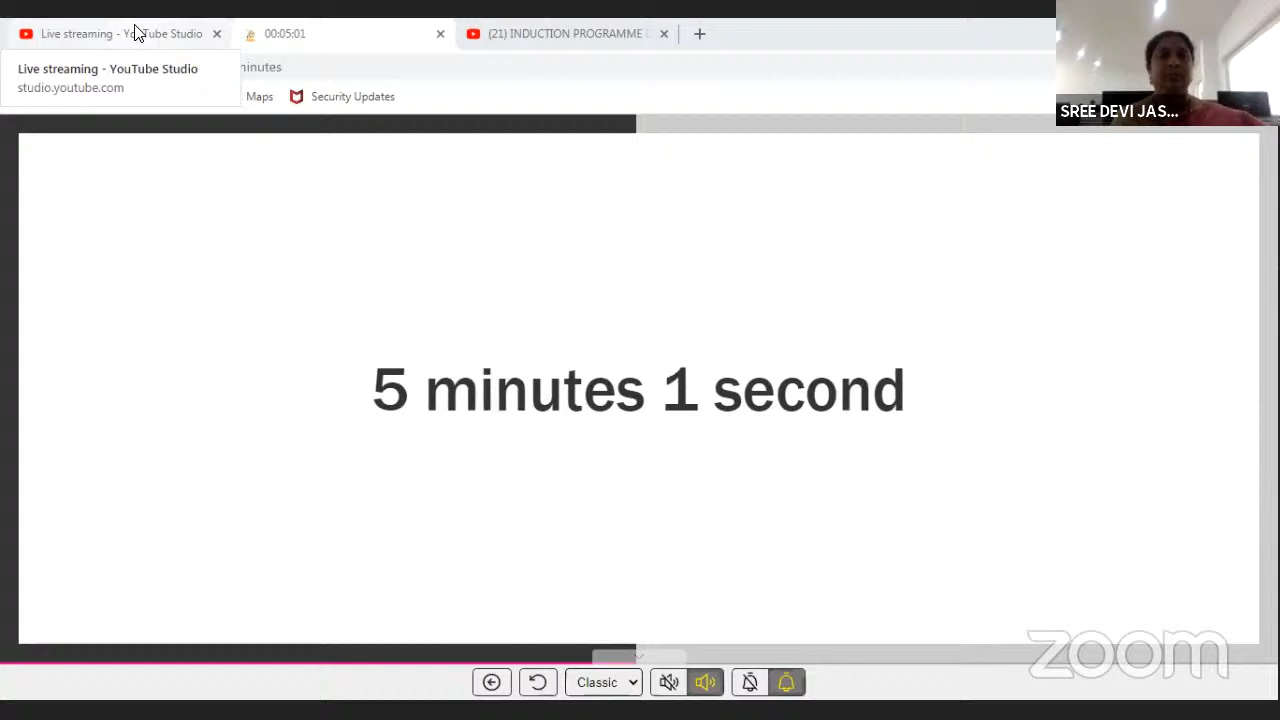 Live streaming - YouTube Studio
00:05:01
(21) INDUCTION PROGRAMME
Live streaming - YouTube Studio
studio.youtube.com
minutes
Maps
Security Updates
SREE DEVI JAS...
5 minutes 1 second
zoom
Classic